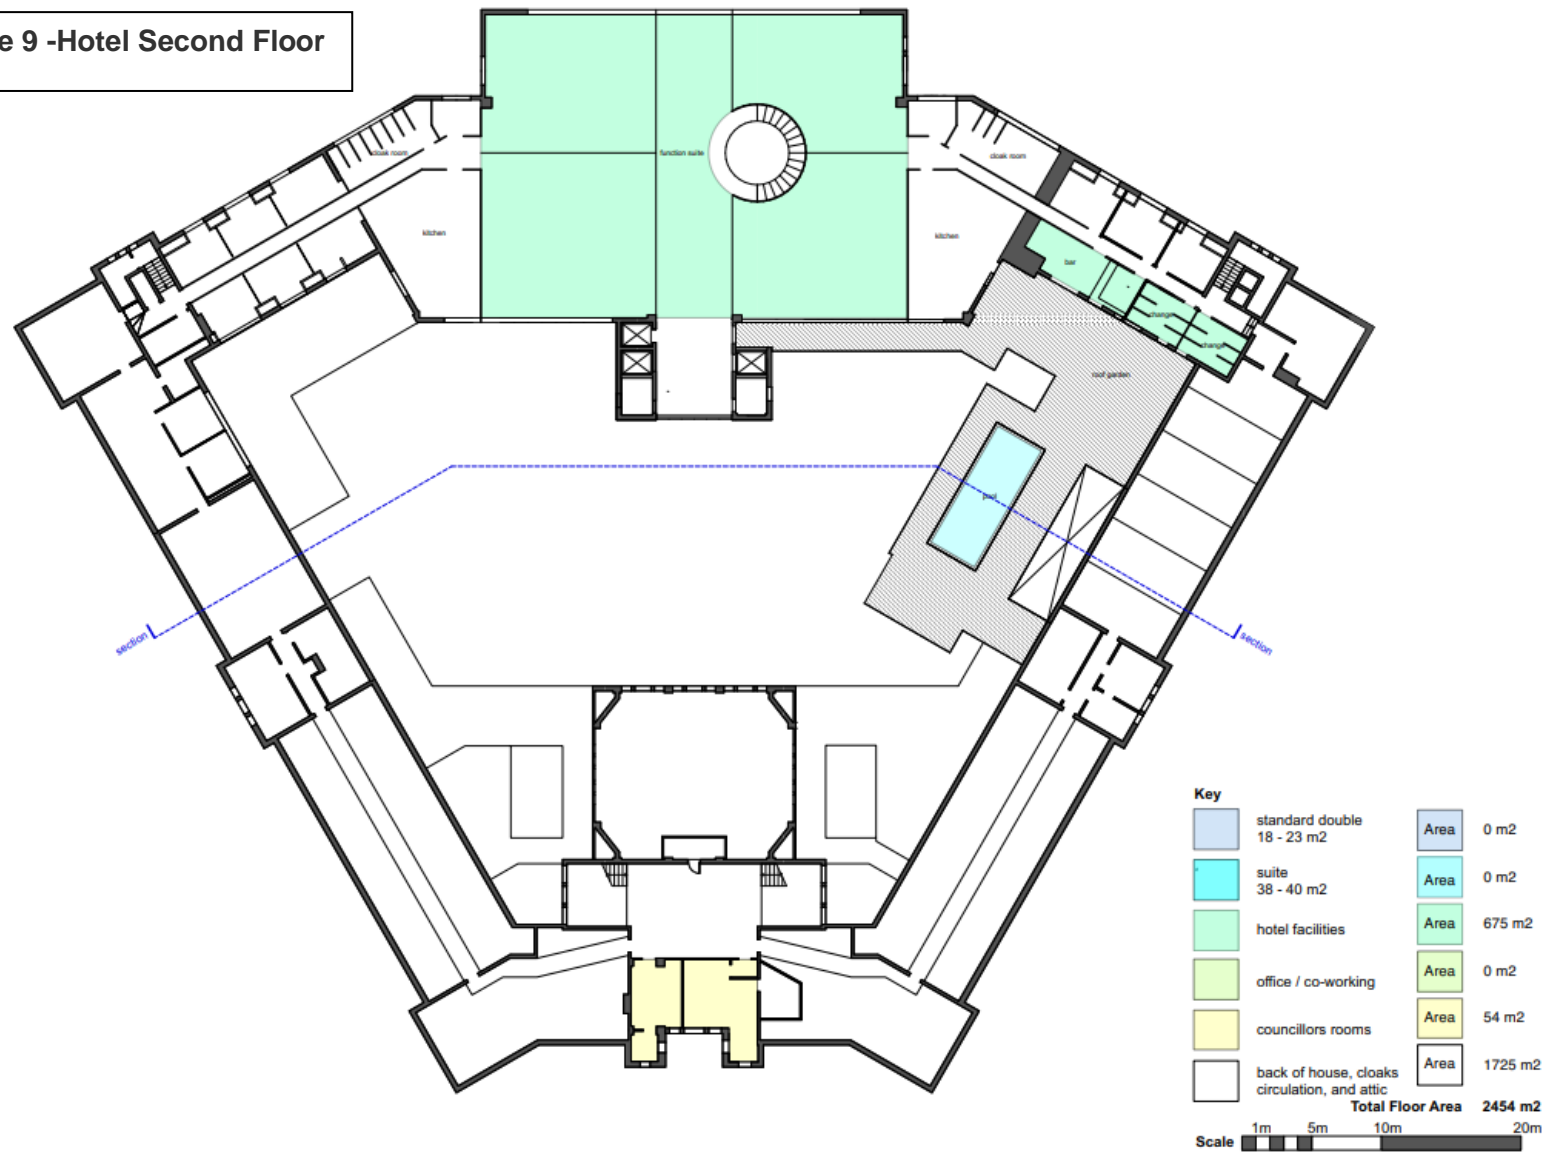 e 9 -Hotel Second Floor
cloak room
function suite
cloak room
kitchen
kitchen
bar
change
change
roof garden
pool
section
section
Key
standard double
18 - 23 m2
Area 0 m2
suite
38 - 40 m2
Area 0 m2
hotel facilities
Area 675 m2
office / co-working
Area 0 m2
councillors rooms
Area 54 m2
back of house, cloaks
circulation, and attic
Area 1725 m2
Total Floor Area 2454 m2
1m 5m 10m 20m
Scale